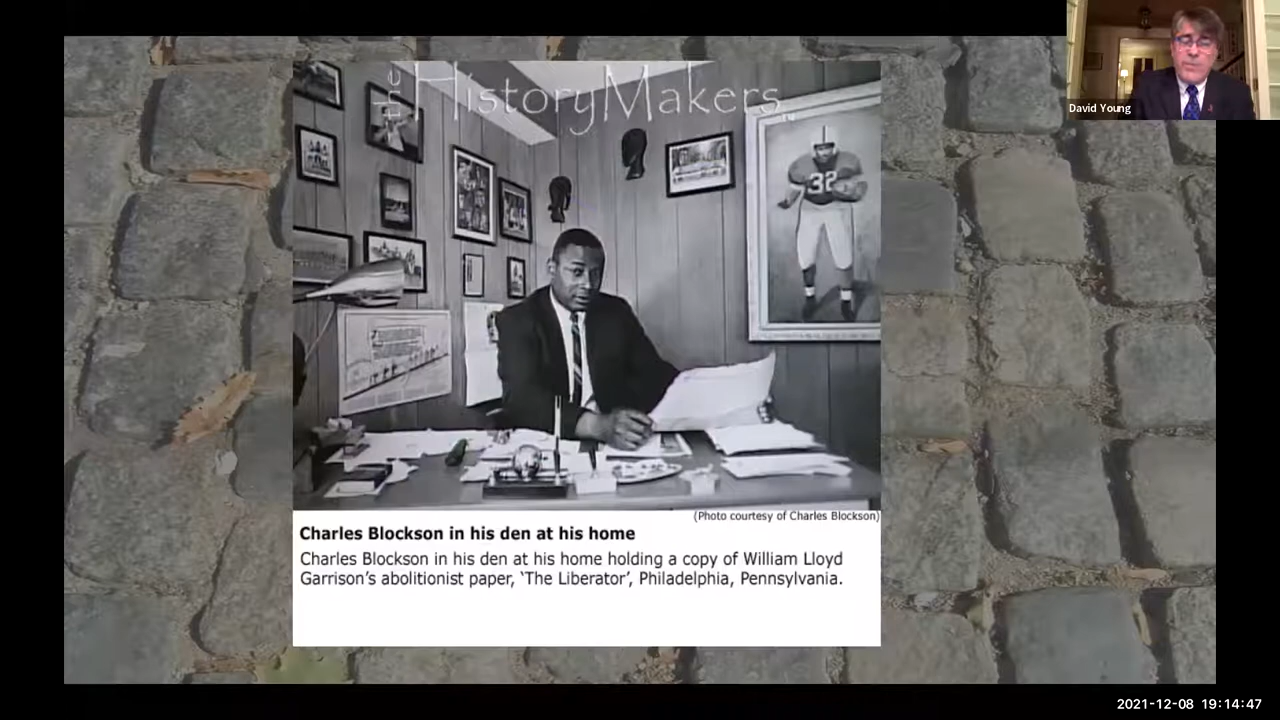 the HistoryMakers
David Young
32
(Photo courtesy of Charles Blockson)
Charles Blockson in his den at his home
Charles Blockson in his den at his home holding a copy of William Lloyd
Garrison’s abolitionist paper, ‘The Liberator’, Philadelphia, Pennsylvania.
2021-12-08 19:14:47